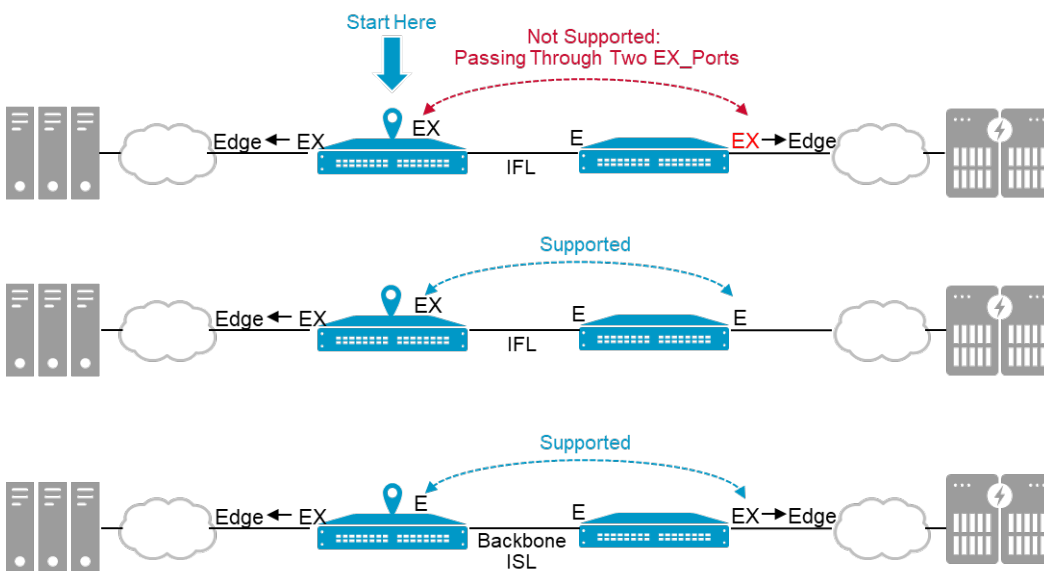 Start Here
Not Supported:
Passing Through Two EX_Ports
Edge EX EX E EX Edge
IFL
Supported
Edge EX EX E E
IFL
Supported
Edge EX E E EX Edge
Backbone
ISL